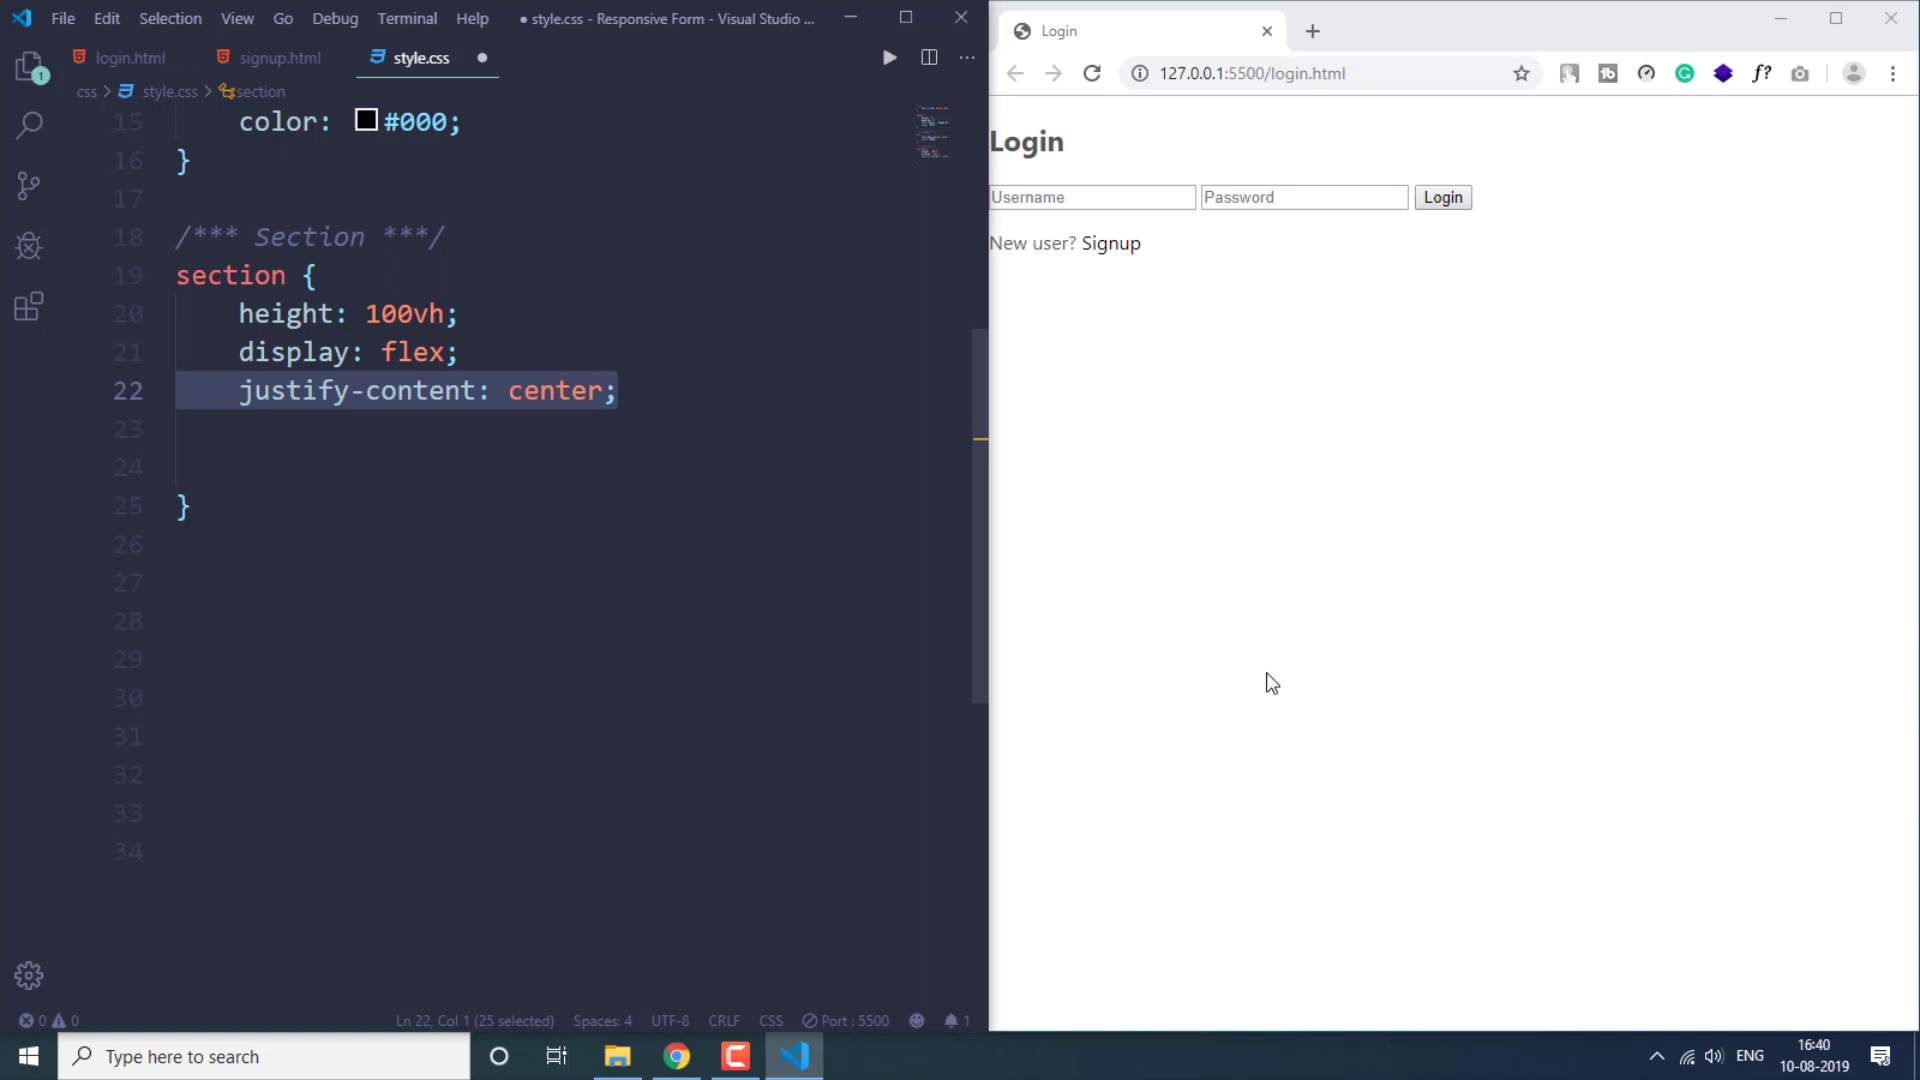 File Edit Selection View Go Debug Terminal Help ● style.css - Responsive Form - Visual Studio ...
login.html signup.html style.css
css > style.css > section
15 color: #000;
16 }
17
18 /*** Section ***/
19 section {
20 height: 100vh;
21 display: flex;
22 justify-content: center;
23
24
25 }
26
27
28
29
30
31
32
33
34
1
0 0 Ln 22, Col 1 (25 selected) Spaces: 4 UTF-8 CRLF CSS Port : 5500 1
Login
127.0.0.1:5500/login.html f?
Login
Username Password Login
New user? Signup
Type here to search
ENG
16:40
10-08-2019